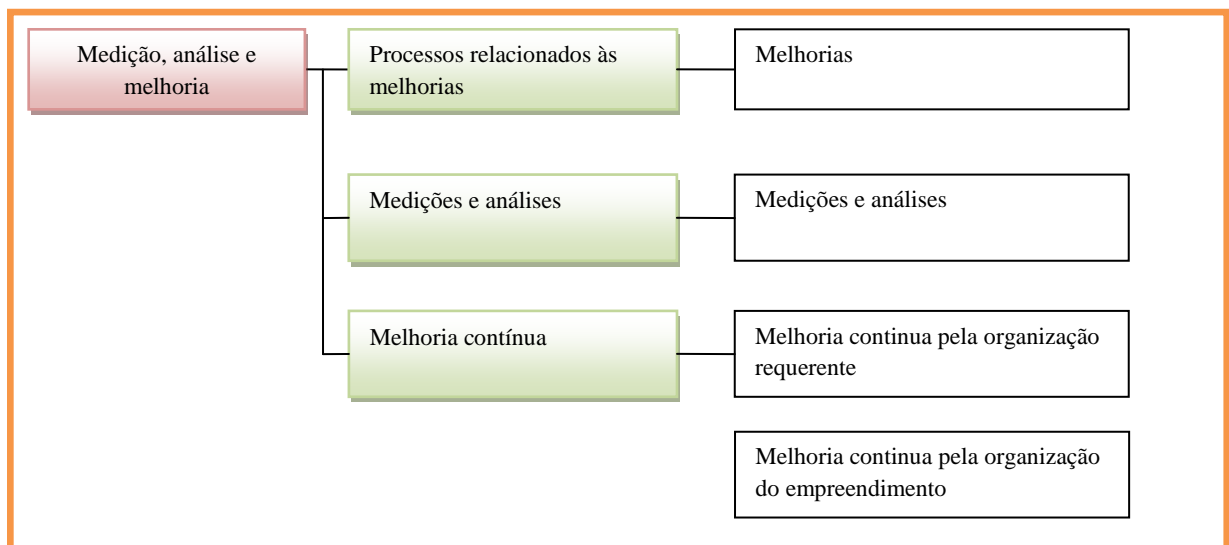 Medição, análise e
melhoria
Processos relacionados às
melhorias
Melhorias
Medições e análises
Medições e análises
Melhoria contínua
Melhoria continua pela organização
requerente
Melhoria continua pela organização
do empreendimento